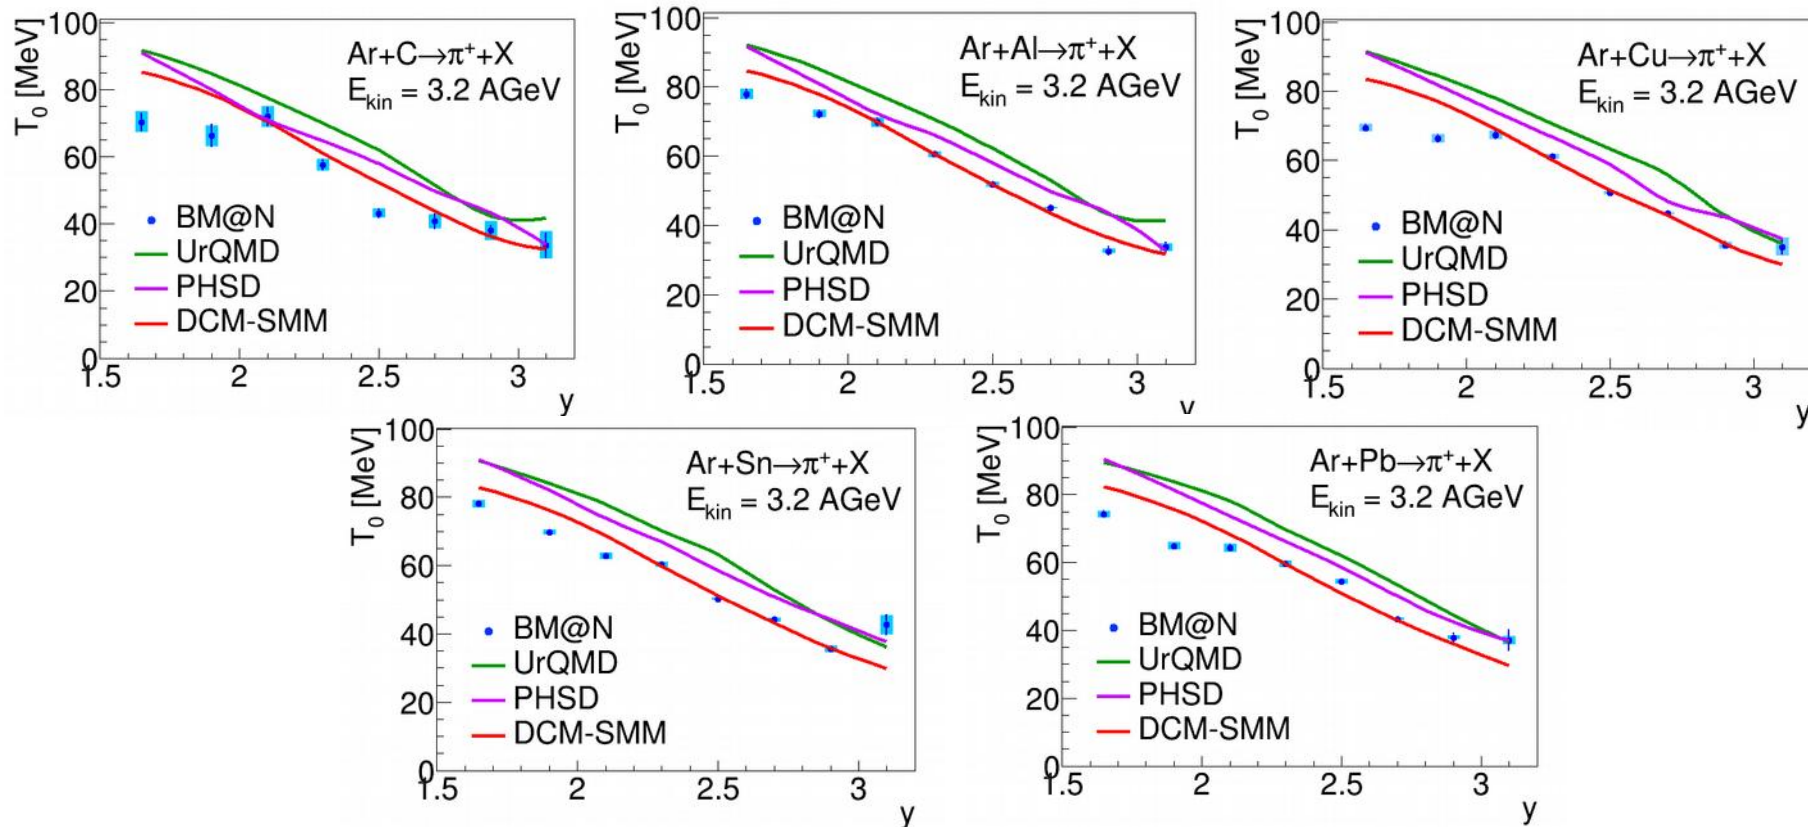 T₀ [MeV]
100
80
60
40
20
0
Ar+C→π⁺+X
E_kin = 3.2 AGeV
BM@N
UrQMD
PHSD
DCM-SMM
1.5 2 2.5 3
y
T₀ [MeV]
100
80
60
40
20
0
Ar+Al→π⁺+X
E_kin = 3.2 AGeV
BM@N
UrQMD
PHSD
DCM-SMM
1.5 2 2.5 3
y
T₀ [MeV]
100
80
60
40
20
0
Ar+Cu→π⁺+X
E_kin = 3.2 AGeV
BM@N
UrQMD
PHSD
DCM-SMM
1.5 2 2.5 3
y
T₀ [MeV]
100
80
60
40
20
0
Ar+Sn→π⁺+X
E_kin = 3.2 AGeV
BM@N
UrQMD
PHSD
DCM-SMM
1.5 2 2.5 3
y
T₀ [MeV]
100
80
60
40
20
0
Ar+Pb→π⁺+X
E_kin = 3.2 AGeV
BM@N
UrQMD
PHSD
DCM-SMM
1.5 2 2.5 3
y